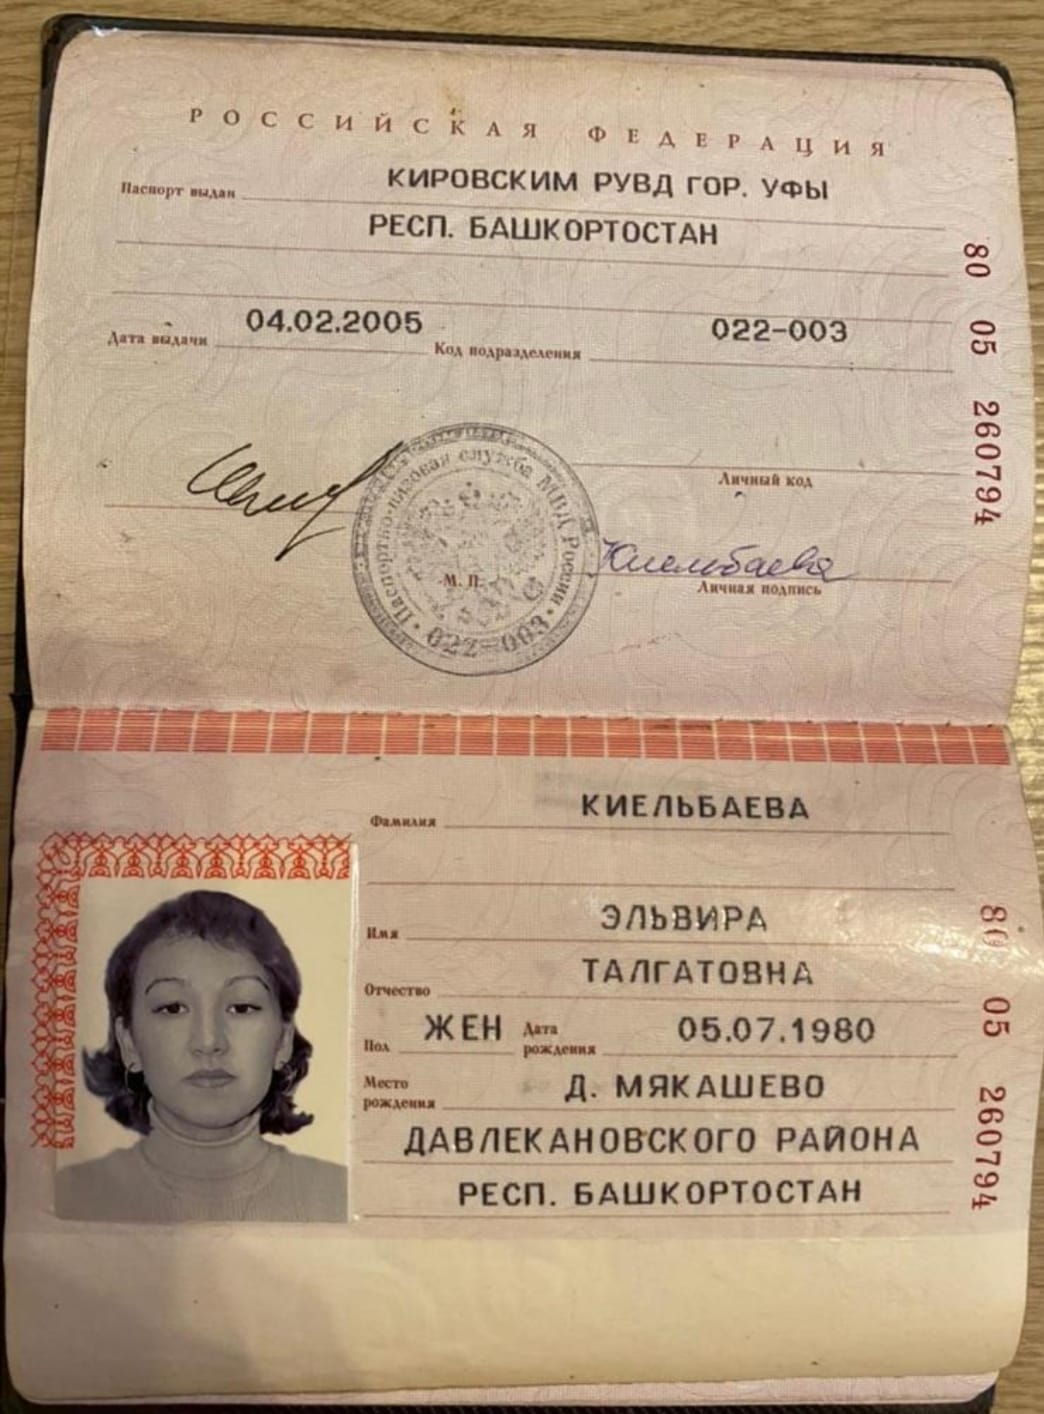 РОССИЙСКАЯ ФЕДЕРАЦИЯ
Паспорт выдан КИРОВСКИМ РУВД ГОР. УФЫ
РЕСП. БАШКОРТОСТАН
Дата выдачи 04.02.2005 Код подразделения 022-003
Личный код
Паспортно-визовая служба МВД России
022-003
М. П.
Киельбаева
Личная подпись
80 05 260794
Фамилия КИЕЛЬБАЕВА
Имя ЭЛЬВИРА
Отчество ТАЛГАТОВНА
Пол ЖЕН Дата рождения 05.07.1980
Место рождения Д. МЯКАШЕВО
ДАВЛЕКАНОВСКОГО РАЙОНА
РЕСП. БАШКОРТОСТАН
80 05 260794